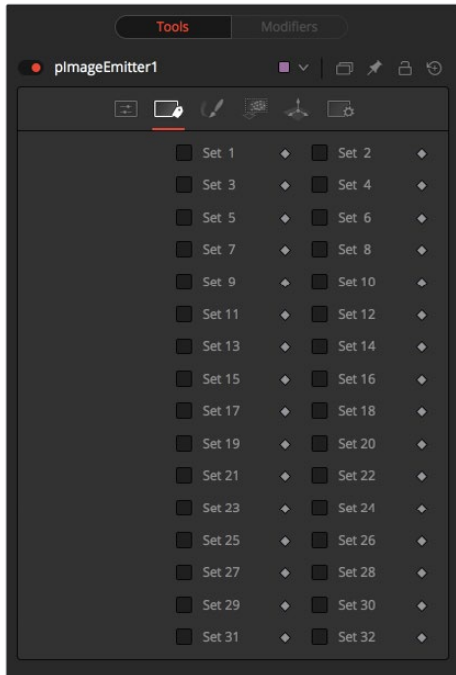 Tools Modifiers
pImageEmitter1
Set 1 Set 2
Set 3 Set 4
Set 5 Set 6
Set 7 Set 8
Set 9 Set 10
Set 11 Set 12
Set 13 Set 14
Set 15 Set 16
Set 17 Set 18
Set 19 Set 20
Set 21 Set 22
Set 23 Set 24
Set 25 Set 26
Set 27 Set 28
Set 29 Set 30
Set 31 Set 32